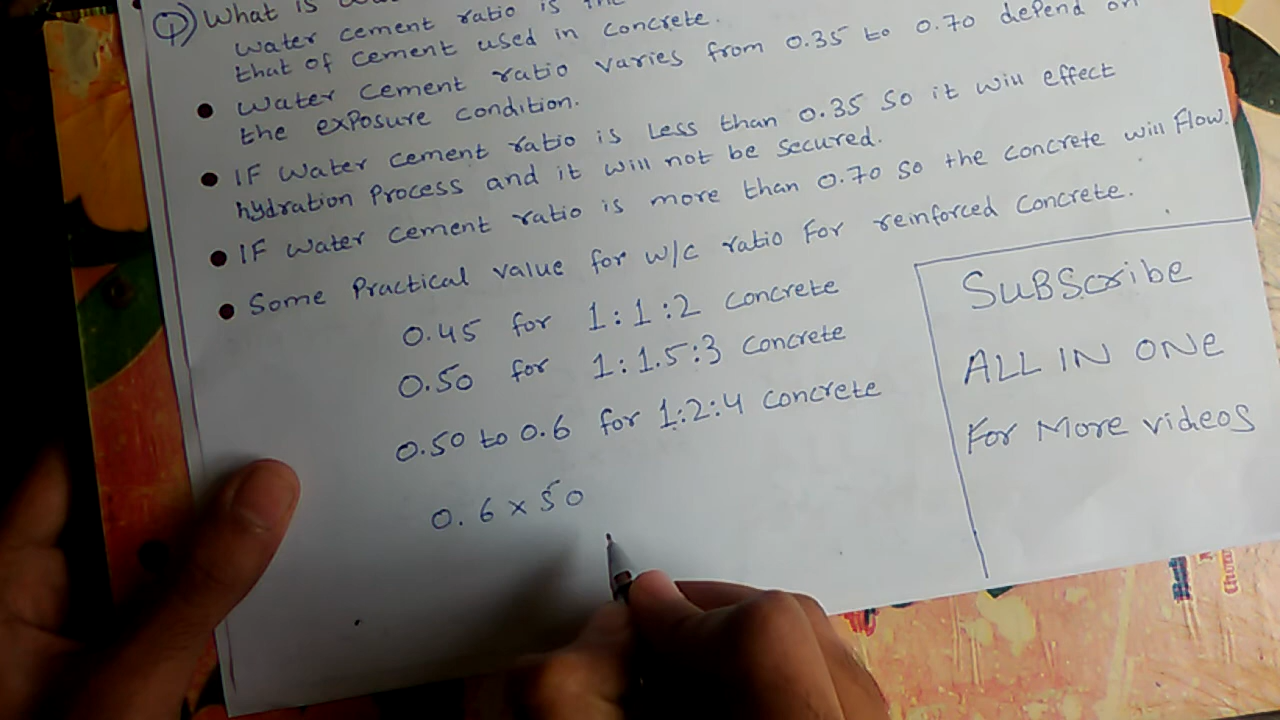 Q) What is
water cement ratio is the
that of cement used in concrete.
● water cement ratio varies from 0.35 to 0.70 depend on
the exposure condition.
● IF water cement ratio is less than 0.35 so it will effect
hydration Process and it will not be secured.
● IF water cement ratio is more than 0.70 so the concrete will flow.
● Some Practical value for w/c ratio For reinforced concrete.
0.45 for 1:1:2 concrete
0.50 for 1:1.5:3 concrete
0.50 to 0.6 for 1:2:4 concrete
0.6 x 50
SUBScribe
ALL IN ONE
For More videos